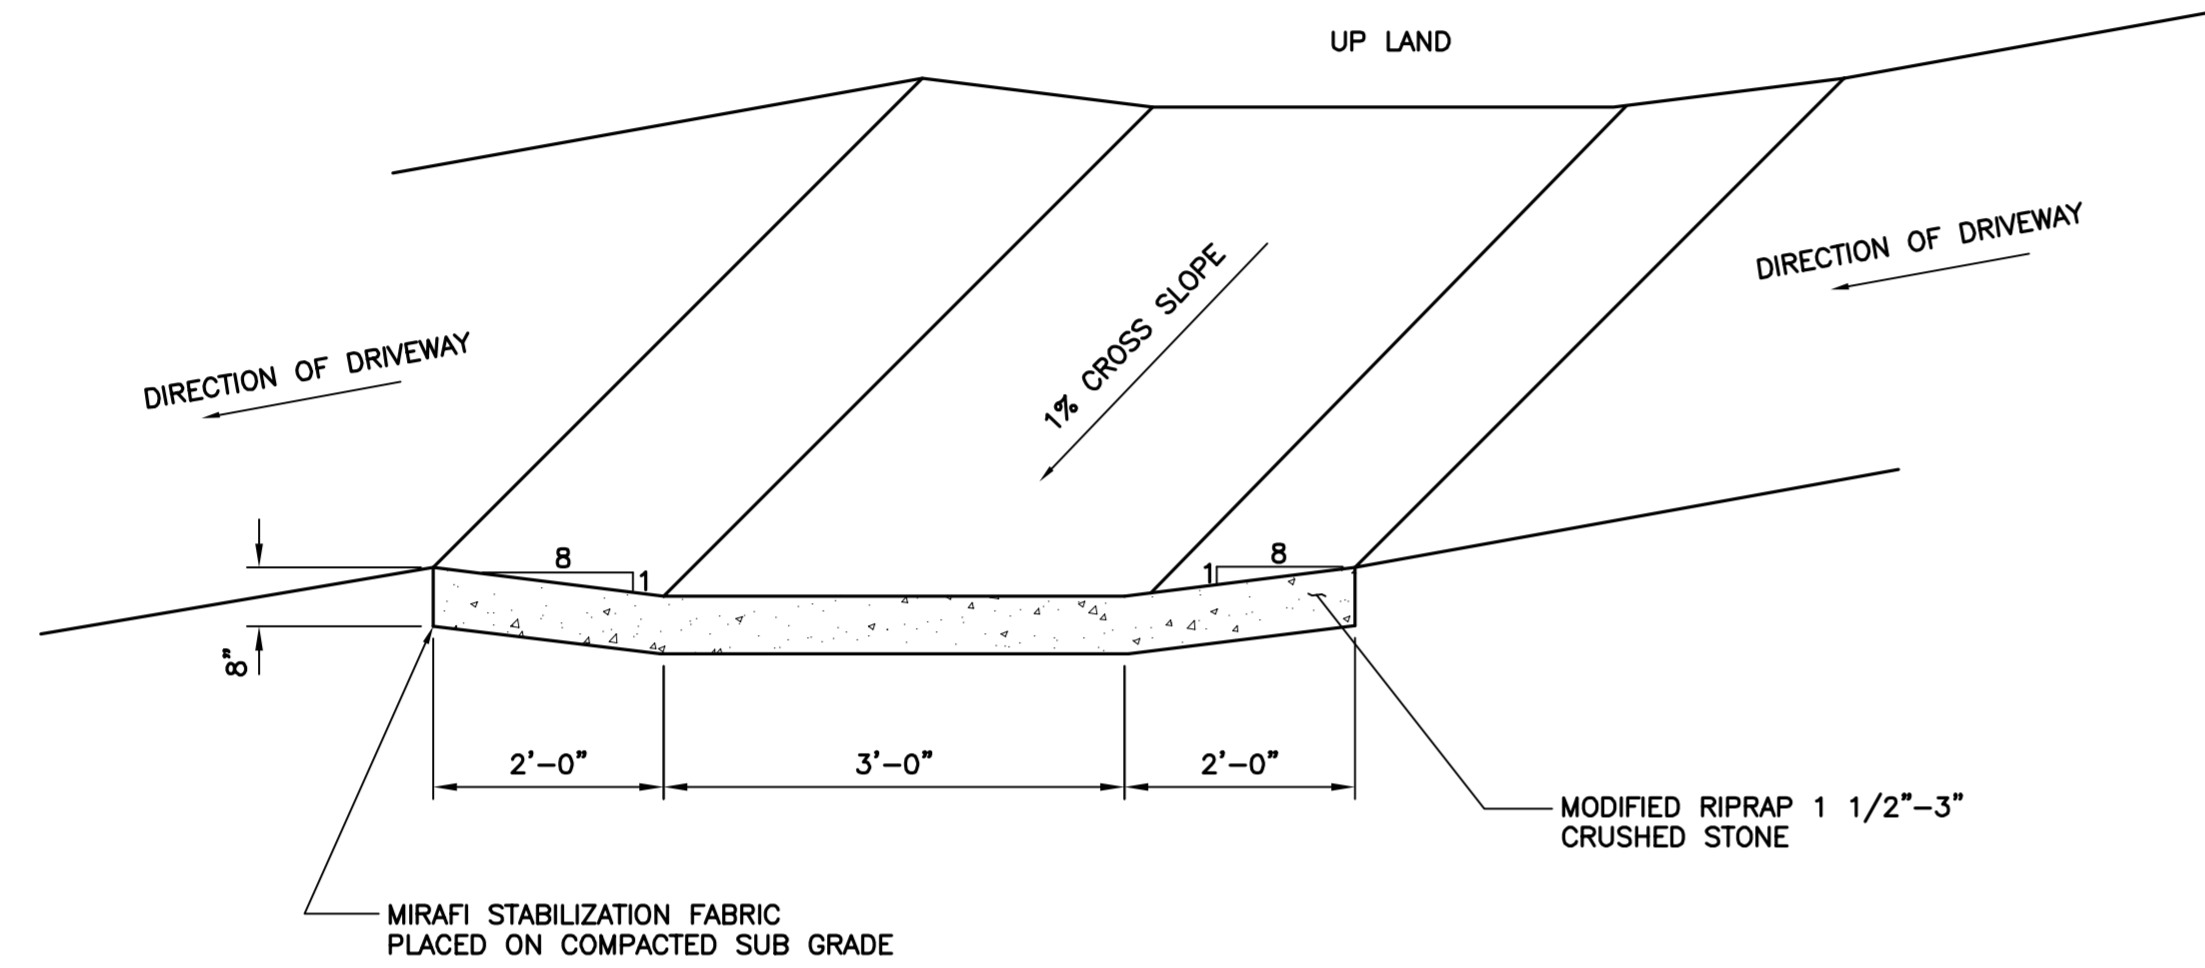 UP LAND
DIRECTION OF DRIVEWAY
1% CROSS SLOPE
DIRECTION OF DRIVEWAY
8
1
1
8
8"
2'-0"
3'-0"
2'-0"
MODIFIED RIPRAP 1 1/2"-3"
CRUSHED STONE
MIRAFI STABILIZATION FABRIC
PLACED ON COMPACTED SUB GRADE